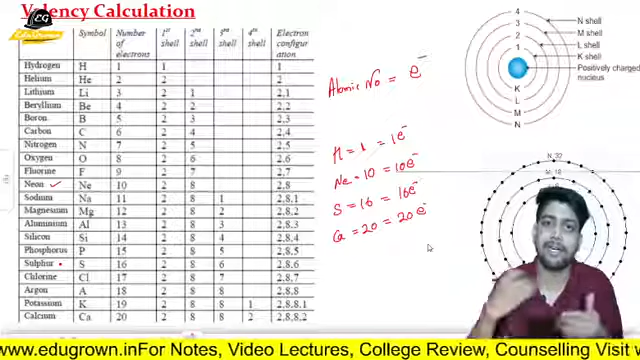 Valency Calculation
EG
EduGrown
Symbol Number of electrons 1st shell 2nd shell 3rd shell 4th shell Electron configuration
Hydrogen H 1 1
Helium He 2 2 2
Lithium Li 3 2 1 2,1
Beryllium Be 4 2 2 2,2
Boron B 5 2 3 2,3
Carbon C 6 2 4 2,4
Nitrogen N 7 2 5 2,5
Oxygen O 8 2 6 2,6
Fluorine F 9 2 7 2,7
Neon Ne 10 2 8 2,8
Sodium Na 11 2 8 1 2,8,1
Magnesium Mg 12 2 8 2 2,8,2
Aluminium Al 13 2 8 3 2,8,3
Silicon Si 14 2 8 4 2,8,4
Phosphorus P 15 2 8 5 2,8,5
Sulphur S 16 2 8 6 2,8,6
Chlorine Cl 17 2 8 7 2,8,7
Argon A 18 2 8 8 2,8,8
Potassium K 19 2 8 8 1 2,8,8,1
Calcium Ca 20 2 8 8 2 2,8,8,2
Atomic No = e⁻
H = 1 = 1e⁻
Ne = 10 = 10e⁻
S = 16 = 16e⁻
Ca = 20 = 20e⁻
4
3
2
1
K
L
M
N
N shell
M shell
L shell
K shell
Positively charged nucleus
N, 32
M, 18
www.edugrown.inFor Notes, Video Lectures, College Review, Counselling Visit w